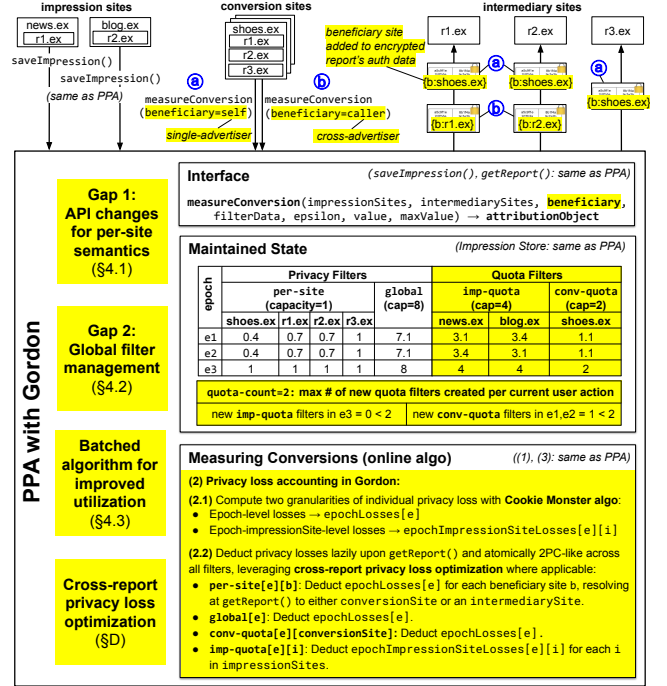 impression sites
conversion sites
intermediary sites
news.ex
r1.ex
blog.ex
r2.ex
shoes.ex
r1.ex
r2.ex
r3.ex
beneficiary site
added to encrypted
report's auth data
r1.ex
r2.ex
r3.ex
saveImpression()
saveImpression()
(same as PPA)
a
measureConversion
(beneficiary=self)
single-advertiser
b
measureConversion
(beneficiary=caller)
cross-advertiser
a
a
{b:shoes.ex}
{b:shoes.ex}
{b:shoes.ex}
b
{b:r1.ex}
{b:r2.ex}
PPA with Gordon
Gap 1:
API changes
for per-site
semantics
(§4.1)
Gap 2:
Global filter
management
(§4.2)
Batched
algorithm for
improved
utilization
(§4.3)
Cross-report
privacy loss
optimization
(§D)
Interface (saveImpression(), getReport(): same as PPA)
measureConversion(impressionSites, intermediarySites, beneficiary,
filterData, epsilon, value, maxValue) → attributionObject
Maintained State (Impression Store: same as PPA)
epoch Privacy Filters Quota Filters
per-site (capacity=1) global (cap=8) imp-quota (cap=4) conv-quota (cap=2)
shoes.ex r1.ex r2.ex r3.ex news.ex blog.ex shoes.ex
e1 0.4 0.7 0.7 1 7.1 3.1 3.4 1.1
e2 0.4 0.7 0.7 1 7.1 3.4 3.1 1.1
e3 1 1 1 1 8 4 4 2
quota-count=2: max # of new quota filters created per current user action
new imp-quota filters in e3 = 0 < 2 new conv-quota filters in e1,e2 = 1 < 2
Measuring Conversions (online algo) ((1), (3): same as PPA)
(2) Privacy loss accounting in Gordon:
(2.1) Compute two granularities of individual privacy loss with Cookie Monster algo:
● Epoch-level losses → epochLosses[e]
● Epoch-impressionSite-level losses → epochImpressionSiteLosses[e][i]
(2.2) Deduct privacy losses lazily upon getReport() and atomically 2PC-like across
all filters, leveraging cross-report privacy loss optimization where applicable:
● per-site[e][b]: Deduct epochLosses[e] for each beneficiary site b, resolving
at getReport() to either conversionSite or an intermediarySite.
● global[e]: Deduct epochLosses[e].
● conv-quota[e][conversionSite]: Deduct epochLosses[e].
● imp-quota[e][i]: Deduct epochImpressionSiteLosses[e][i] for each i
in impressionSites.